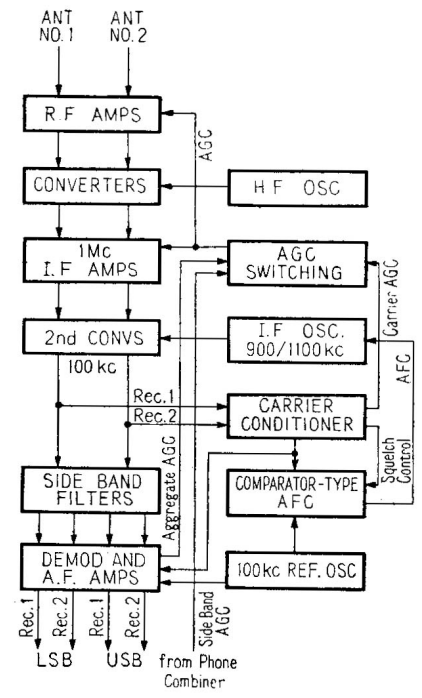 ANT NO.1
ANT NO.2
R.F AMPS
AGC
CONVERTERS
H F OSC
1Mc
I.F AMPS
AGC
SWITCHING
Carrier AGC
2nd CONVS
100 kc
I.F OSC.
900/1100 kc
AFC
Rec.1
Rec.2
CARRIER
CONDITIONER
Squelch
Control
Aggregate AGC
SIDE BAND
FILTERS
COMPARATOR-TYPE
AFC
DEMOD AND
A.F. AMPS
100kc REF. OSC
Rec.1
Rec.2
Rec.1
Rec.2
Side Band
AGC
LSB
USB
from Phone
Combiner